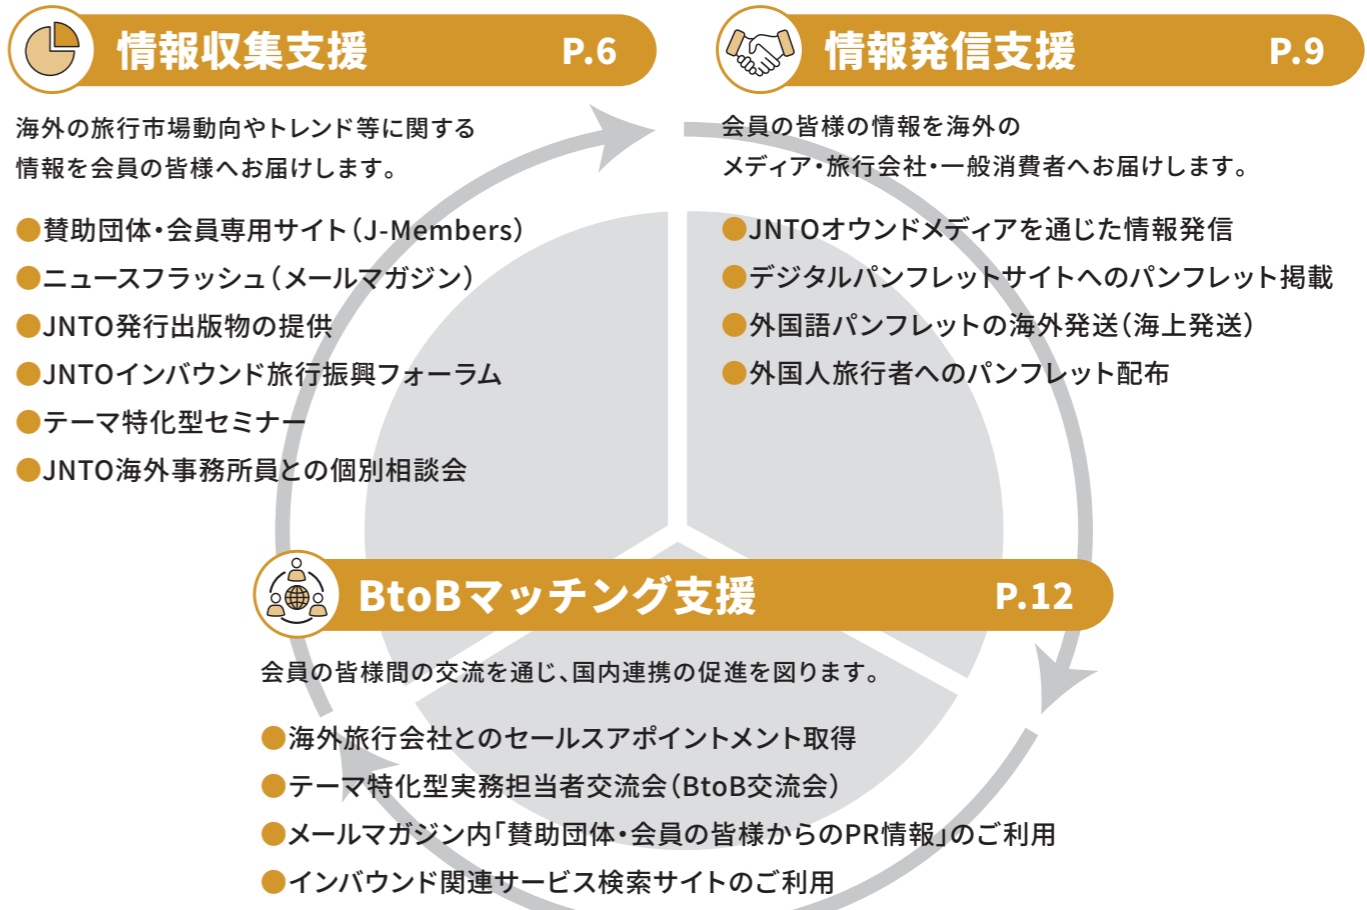 情報収集支援 P.6
海外の旅行市場動向やトレンド等に関する
情報を会員の皆様へお届けします。
●賛助団体・会員専用サイト（J-Members）
●ニュースフラッシュ（メールマガジン）
●JNTO発行出版物の提供
●JNTOインバウンド旅行振興フォーラム
●テーマ特化型セミナー
●JNTO海外事務所員との個別相談会
情報発信支援 P.9
会員の皆様の情報を海外の
メディア・旅行会社・一般消費者へお届けします。
●JNTOオウンドメディアを通じた情報発信
●デジタルパンフレットサイトへのパンフレット掲載
●外国語パンフレットの海外発送（海上発送）
●外国人旅行者へのパンフレット配布
BtoBマッチング支援 P.12
会員の皆様間の交流を通じ、国内連携の促進を図ります。
●海外旅行会社とのセールスアポイントメント取得
●テーマ特化型実務担当者交流会（BtoB交流会）
●メールマガジン内「賛助団体・会員の皆様からのPR情報」のご利用
●インバウンド関連サービス検索サイトのご利用